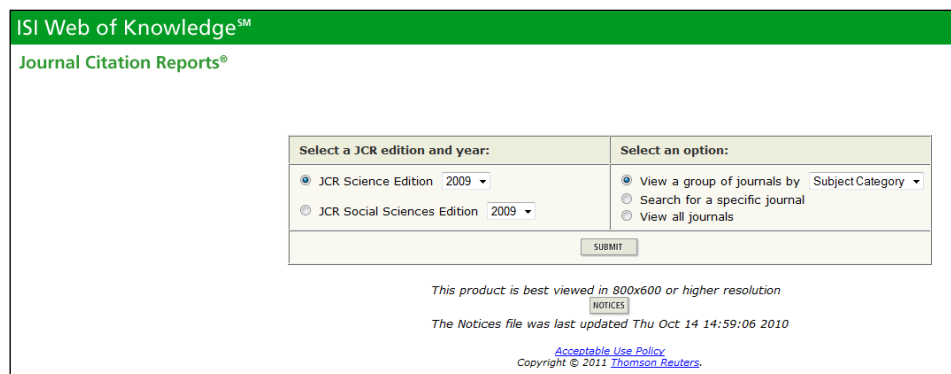 ISI Web of Knowledge℠
Journal Citation Reports®
Select a JCR edition and year:
Select an option:
JCR Science Edition 2009
JCR Social Sciences Edition 2009
View a group of journals by Subject Category
Search for a specific journal
View all journals
SUBMIT
This product is best viewed in 800x600 or higher resolution
NOTICES
The Notices file was last updated Thu Oct 14 14:59:06 2010
Acceptable Use Policy
Copyright © 2011 Thomson Reuters.